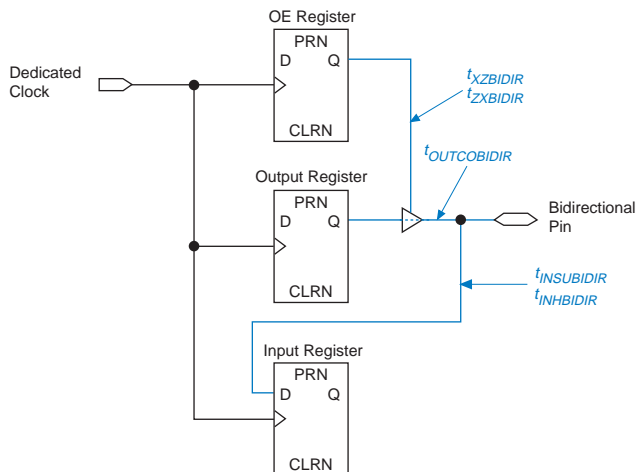 OE Register
PRN
D Q
CLRN
Dedicated
Clock
tXZBIDIR
tZXBIDIR
tOUTCOBIDIR
Output Register
PRN
D Q
CLRN
Bidirectional
Pin
tINSUBIDIR
tINHBIDIR
Input Register
PRN
D Q
CLRN